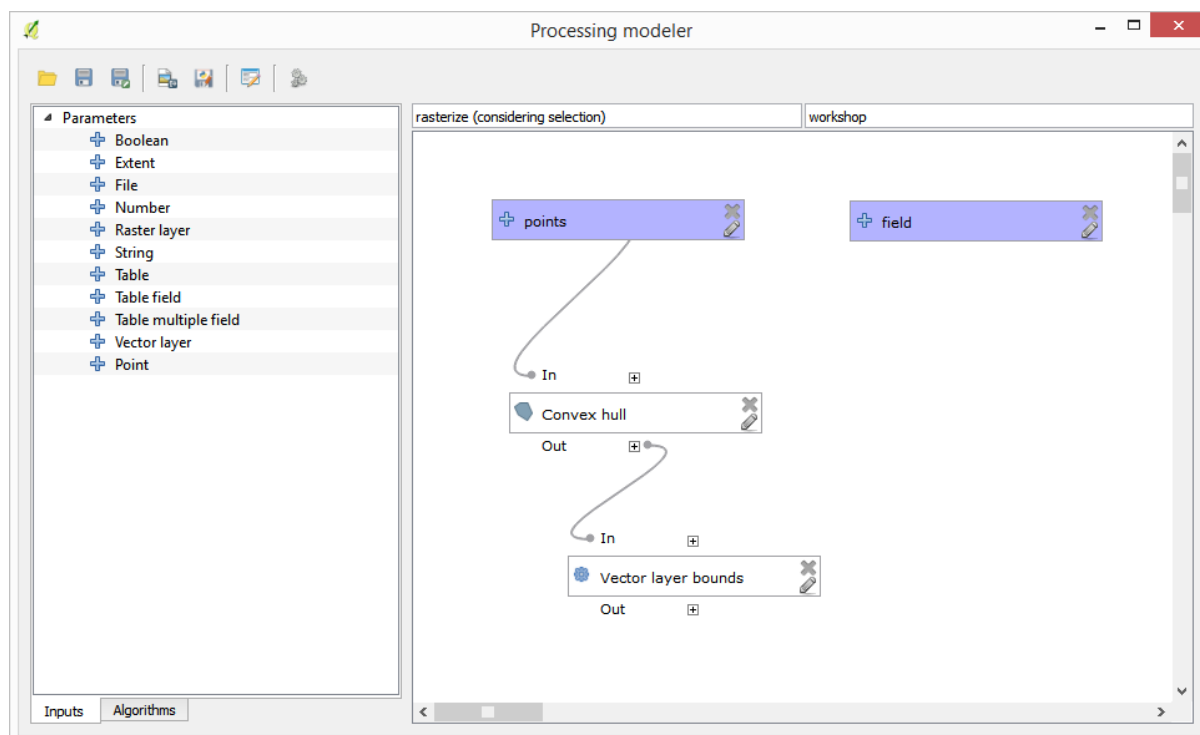 Processing modeler
Parameters
Boolean
Extent
File
Number
Raster layer
String
Table
Table field
Table multiple field
Vector layer
Point
Inputs
Algorithms
rasterize (considering selection)
workshop
points
field
In
Convex hull
Out
In
Vector layer bounds
Out